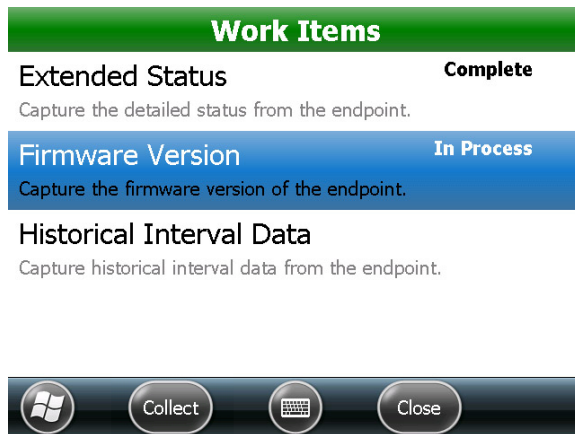 Work Items
Extended Status Complete
Capture the detailed status from the endpoint.
Firmware Version In Process
Capture the firmware version of the endpoint.
Historical Interval Data
Capture historical interval data from the endpoint.
Collect Close